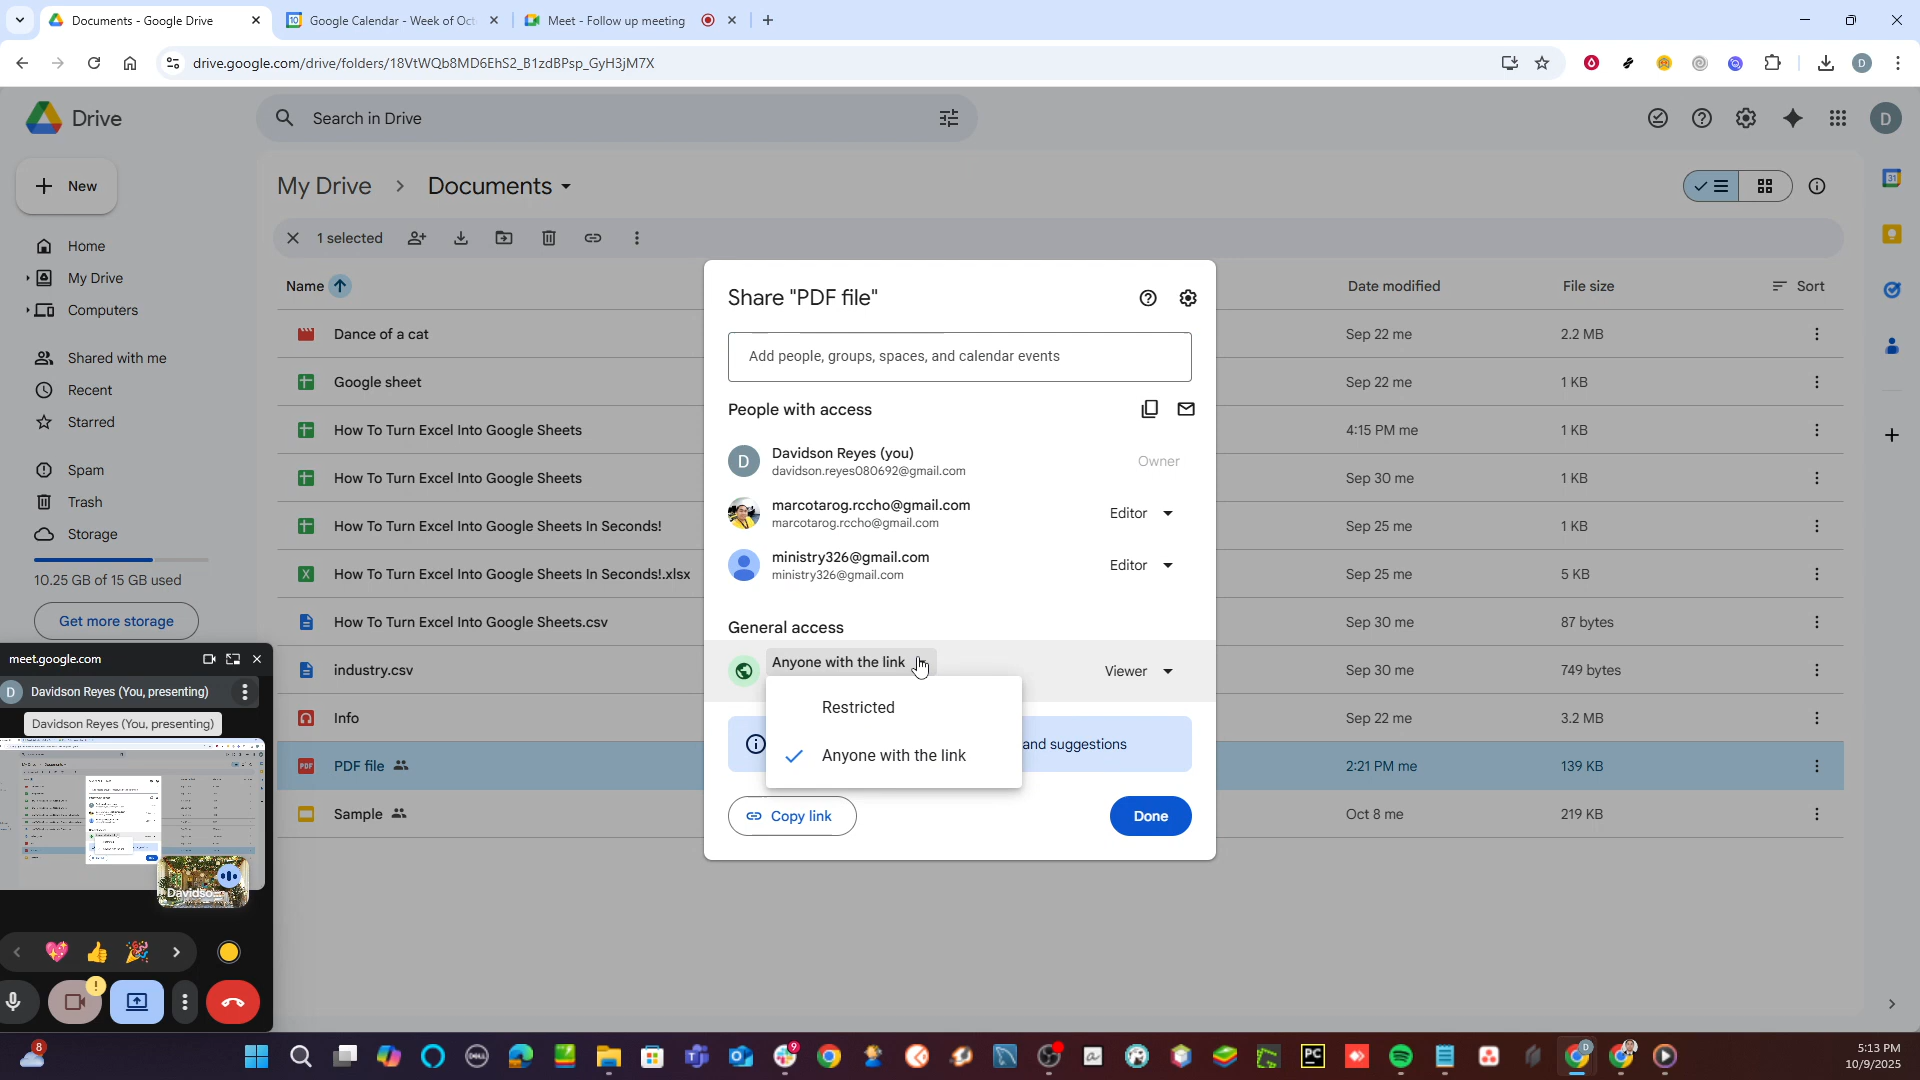 Documents - Google Drive
Google Calendar - Week of Oct
Meet - Follow up meeting
drive.google.com/drive/folders/18VtWQb8MD6EhS2_B1zdBPsp_GyH3jM7X
D
Drive
Search in Drive
D
New
My Drive > Documents
1 selected
Home
My Drive
Computers
Shared with me
Recent
Starred
Spam
Trash
Storage
10.25 GB of 15 GB used
Get more storage
Name
Date modified
File size
Sort
Dance of a cat
Sep 22 me
2.2 MB
Google sheet
Sep 22 me
1 KB
How To Turn Excel Into Google Sheets
4:15 PM me
1 KB
How To Turn Excel Into Google Sheets
Sep 30 me
1 KB
How To Turn Excel Into Google Sheets In Seconds!
Sep 25 me
1 KB
How To Turn Excel Into Google Sheets In Seconds!.xlsx
Sep 25 me
5 KB
How To Turn Excel Into Google Sheets.csv
Sep 30 me
87 bytes
industry.csv
Sep 30 me
749 bytes
Info
Sep 22 me
3.2 MB
PDF
PDF file
2:21 PM me
139 KB
Sample
Oct 8 me
219 KB
Share "PDF file"
Add people, groups, spaces, and calendar events
People with access
D
Davidson Reyes (you)
davidson.reyes080692@gmail.com
Owner
marcotarog.rccho@gmail.com
marcotarog.rccho@gmail.com
Editor
ministry326@gmail.com
ministry326@gmail.com
Editor
General access
Anyone with the link
Viewer
Restricted
Anyone with the link
and suggestions
Copy link
Done
meet.google.com
D
Davidson Reyes (You, presenting)
Davidson Reyes (You, presenting)
Davidso...
8
9
5:13 PM
10/9/2025